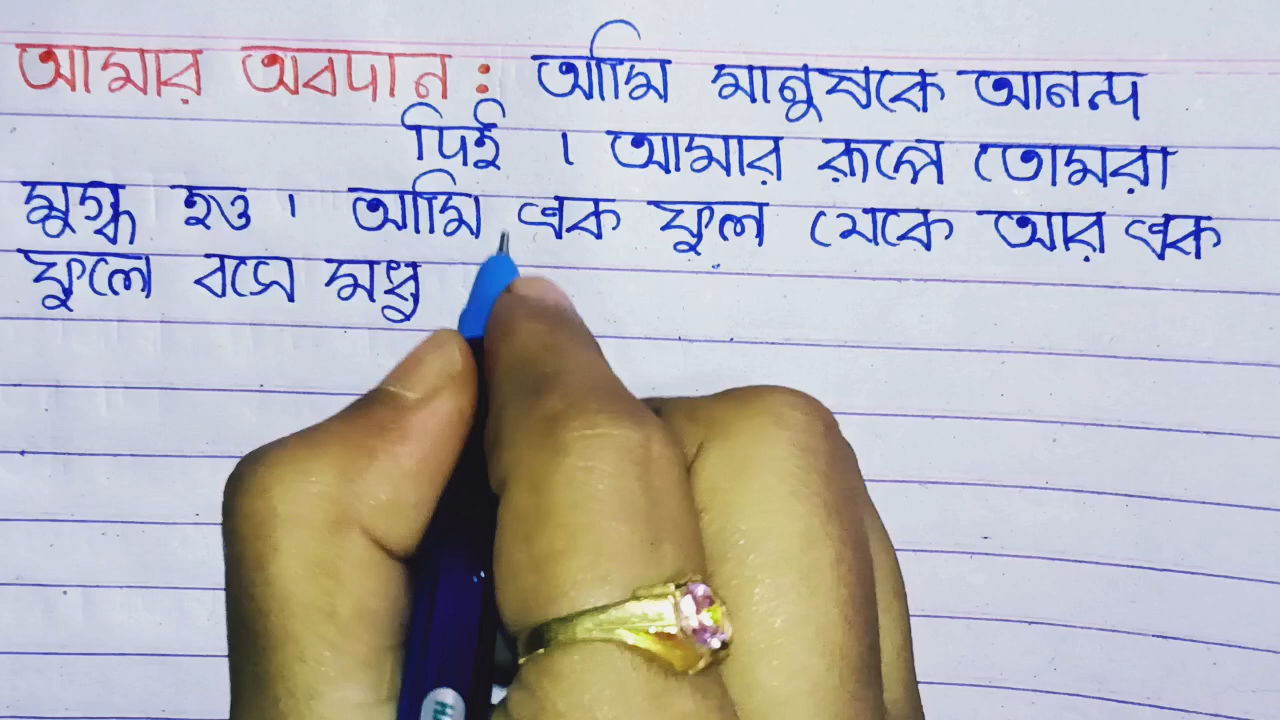 আমার অবদান : আমি মানুষকে আনন্দ
দিই । আমার রূপে তোমরা
মুগ্ধ হও । আমি এক ফুল থেকে আর এক
ফুলে বসে মধু